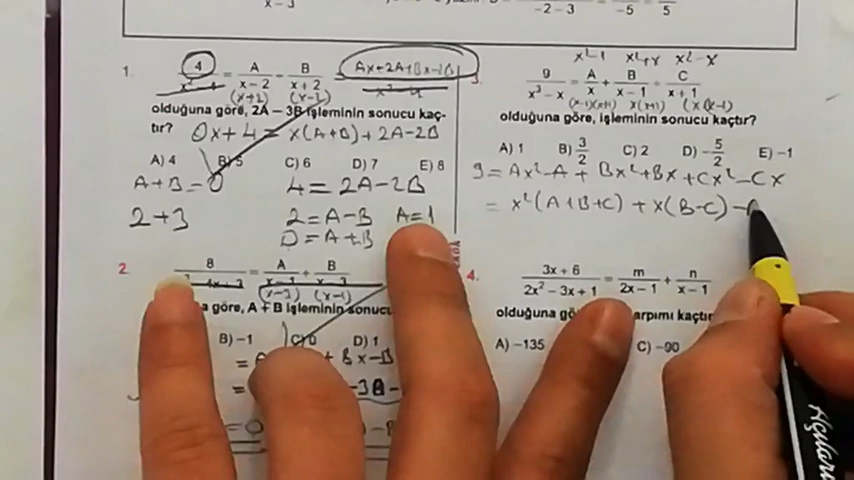 x – 3
–2 – 3
–5
5
1.
4 = A/(x – 2) – B/(x + 2) = Ax+2A+Bx-2B
(x+2) (x-2)
olduğuna göre, 2A – 3B işleminin sonucu kaç-
tır?
0x + 4 = x(A+B) + 2A - 2B
A) 4 B) 5 C) 6 D) 7 E) 8
A + B = 0 4 = 2A - 2B
2 + 3 2 = A - B A = 1
0 = A + B
2.
8 = A/(x – 1) + B/(x – 3)
(x-3) (x-1)
a göre, A + B işleminin sonucu
B) –1 C) 0 D) 1
+ Bx - B
x²-1 x²+x x²-x
3.
9/(x³ – x) = A/x + B/(x – 1) + C/(x + 1)
(x-1)(x+1) x(x+1) (x)(x-1)
olduğuna göre, işleminin sonucu kaçtır?
A) 1 B) 3/2 C) 2 D) –5/2 E) –1
9 = Ax² - A + Bx² + Bx + Cx² - Cx
= x²(A+B+C) + x(B-C) -
4.
(3x + 6)/(2x² – 3x + 1) = m/(2x – 1) + n/(x – 1)
olduğuna gö arpımı kaçtır
A) –135 C) –90
Açıları